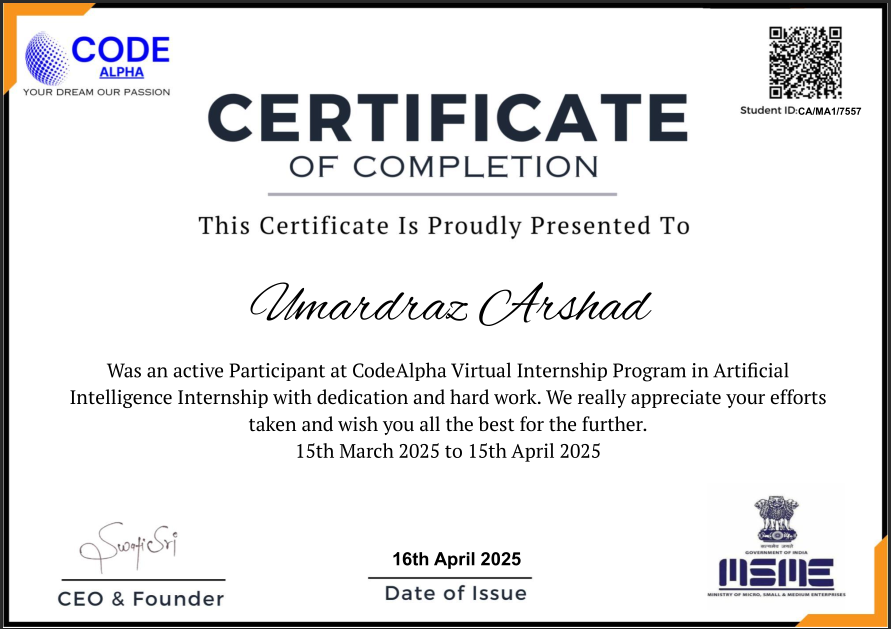 CODE
ALPHA
YOUR DREAM OUR PASSION
Student ID:CA/MA1/7557
CERTIFICATE
OF COMPLETION
This Certificate Is Proudly Presented To
Umardraz Arshad
Was an active Participant at CodeAlpha Virtual Internship Program in Artificial
Intelligence Internship with dedication and hard work. We really appreciate your efforts
taken and wish you all the best for the further.
15th March 2025 to 15th April 2025
CEO & Founder
16th April 2025
Date of Issue
सत्यमेव जयते
GOVERNMENT OF INDIA
MSME
MINISTRY OF MICRO, SMALL & MEDIUM ENTERPRISES